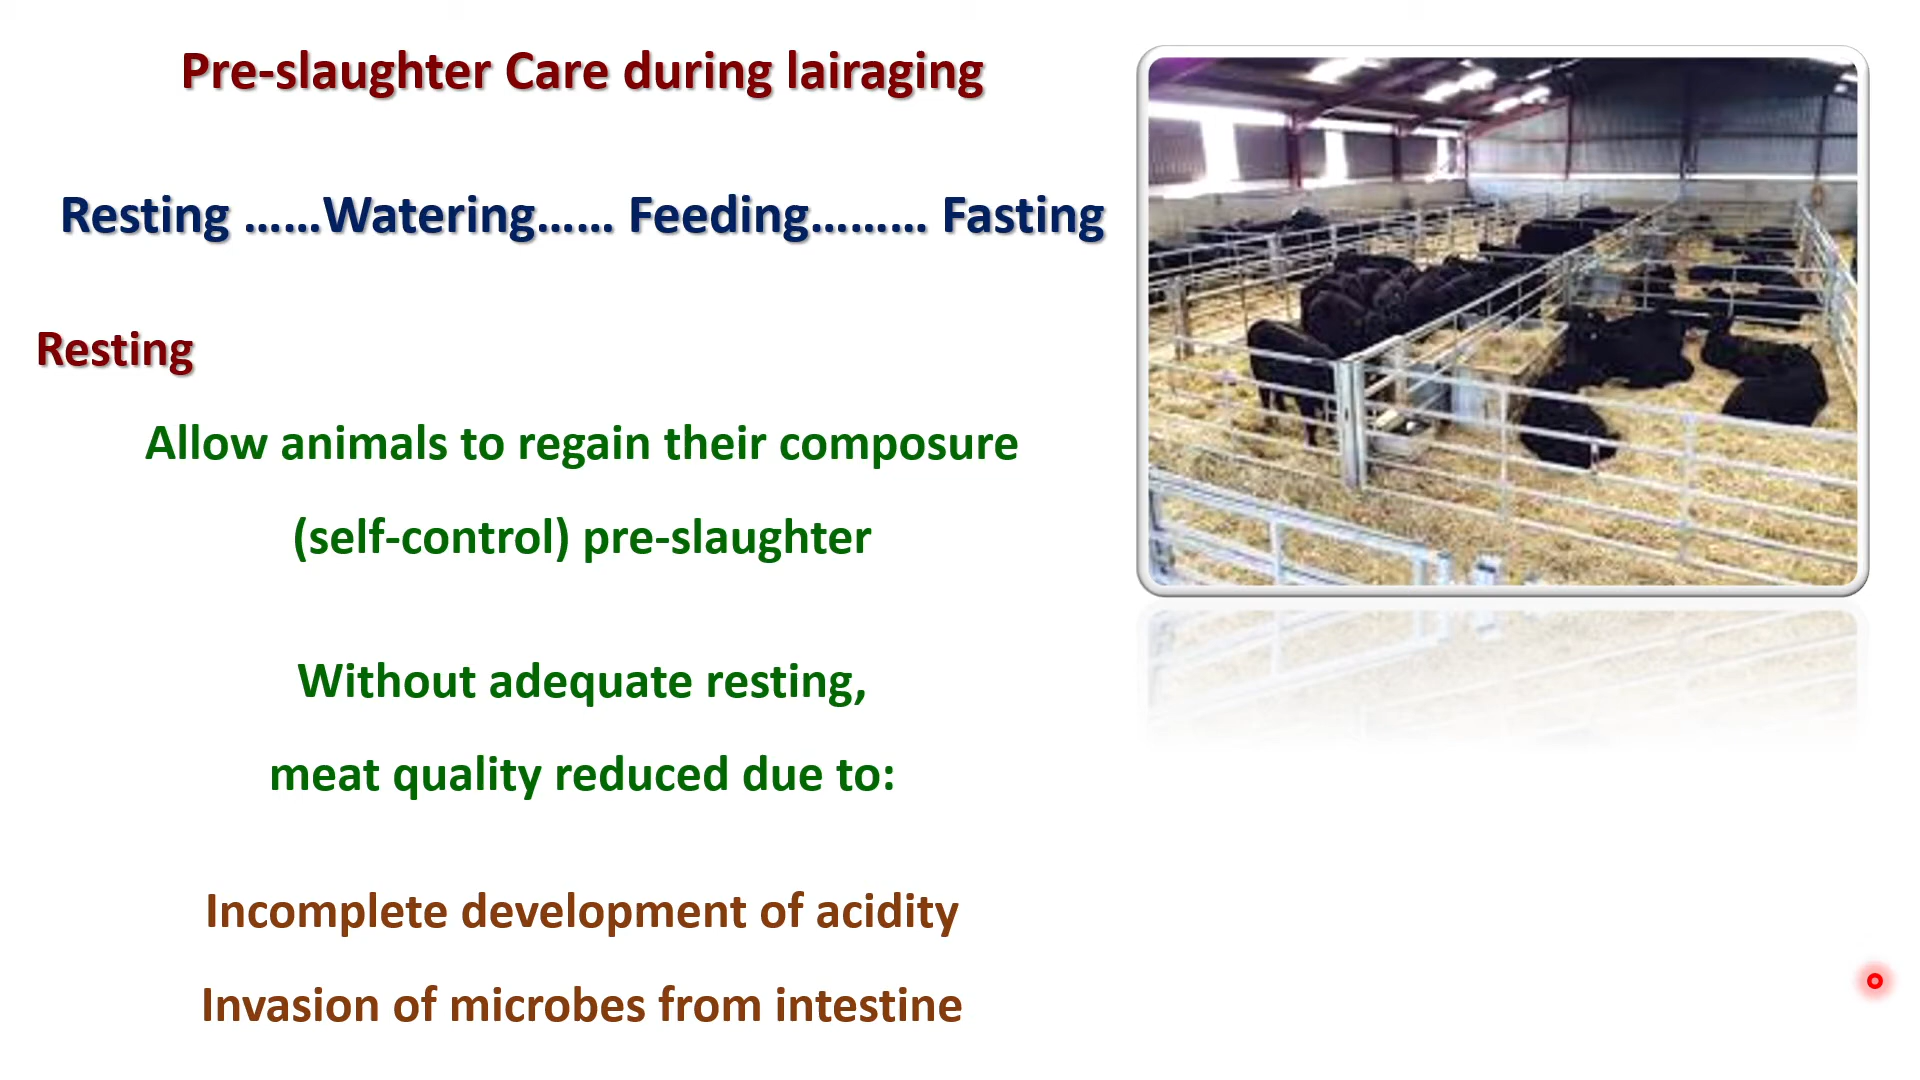 Pre-slaughter Care during lairaging
Resting ……Watering…… Feeding……… Fasting
Resting
Allow animals to regain their composure
(self-control) pre-slaughter
Without adequate resting,
meat quality reduced due to:
Incomplete development of acidity
Invasion of microbes from intestine